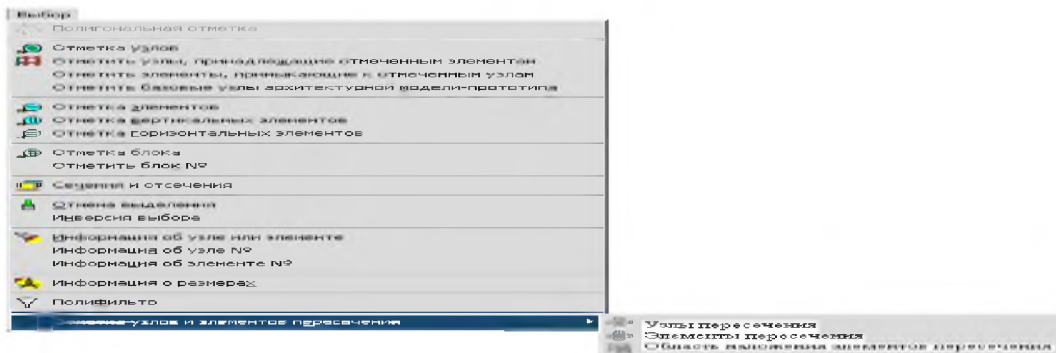 Выбор
Полигональная отметка
Отметка узлов
Отметить узлы, принадлежащие отмеченным элементам
Отметить элементы, примыкающие к отмеченным узлам
Отметить базовые узлы архитектурной модели-прототипа
Отметка элементов
Отметка вертикальных элементов
Отметка горизонтальных элементов
Отметка блока
Отметить блок №
Сечения и отсечения
Отмена выделения
Инверсия выбора
Информация об узле или элементе
Информация об узле №
Информация об элементе №
Информация о размерах
Полифильтр
узлов и элементов пересечения
Узлы пересечения
Элементы пересечения
Область наложения элементов пересечения